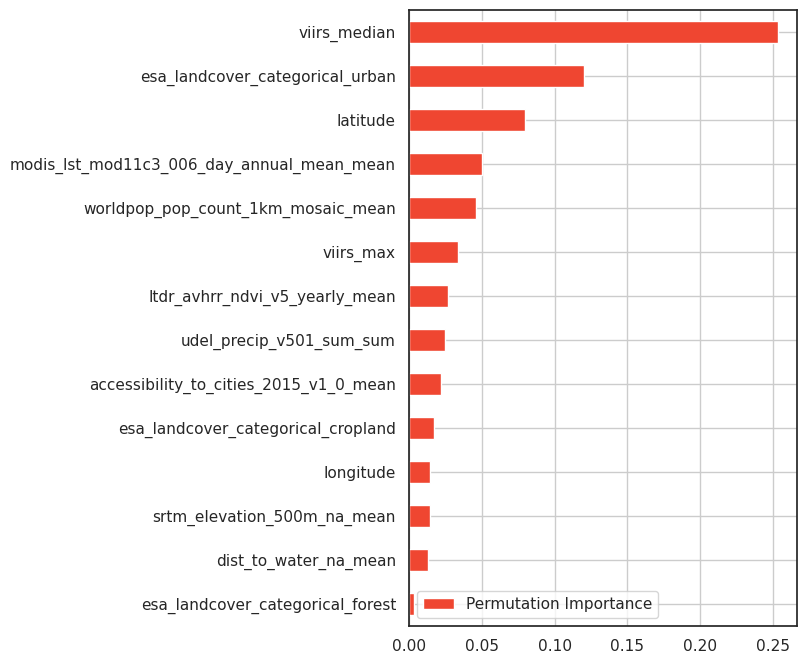 viirs_median
esa_landcover_categorical_urban
latitude
modis_lst_mod11c3_006_day_annual_mean_mean
worldpop_pop_count_1km_mosaic_mean
viirs_max
ltdr_avhrr_ndvi_v5_yearly_mean
udel_precip_v501_sum_sum
accessibility_to_cities_2015_v1_0_mean
esa_landcover_categorical_cropland
longitude
srtm_elevation_500m_na_mean
dist_to_water_na_mean
esa_landcover_categorical_forest
Permutation Importance
0.00 0.05 0.10 0.15 0.20 0.25